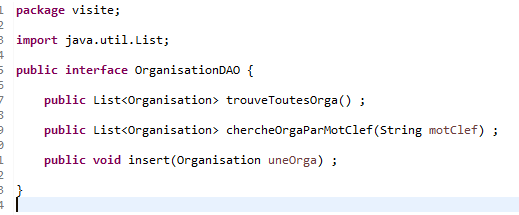 package visite;
import java.util.List;
public interface OrganisationDAO {
public List<Organisation> trouveToutesOrga() ;
public List<Organisation> chercheOrgaParMotClef(String motClef) ;
public void insert(Organisation uneOrga) ;
}